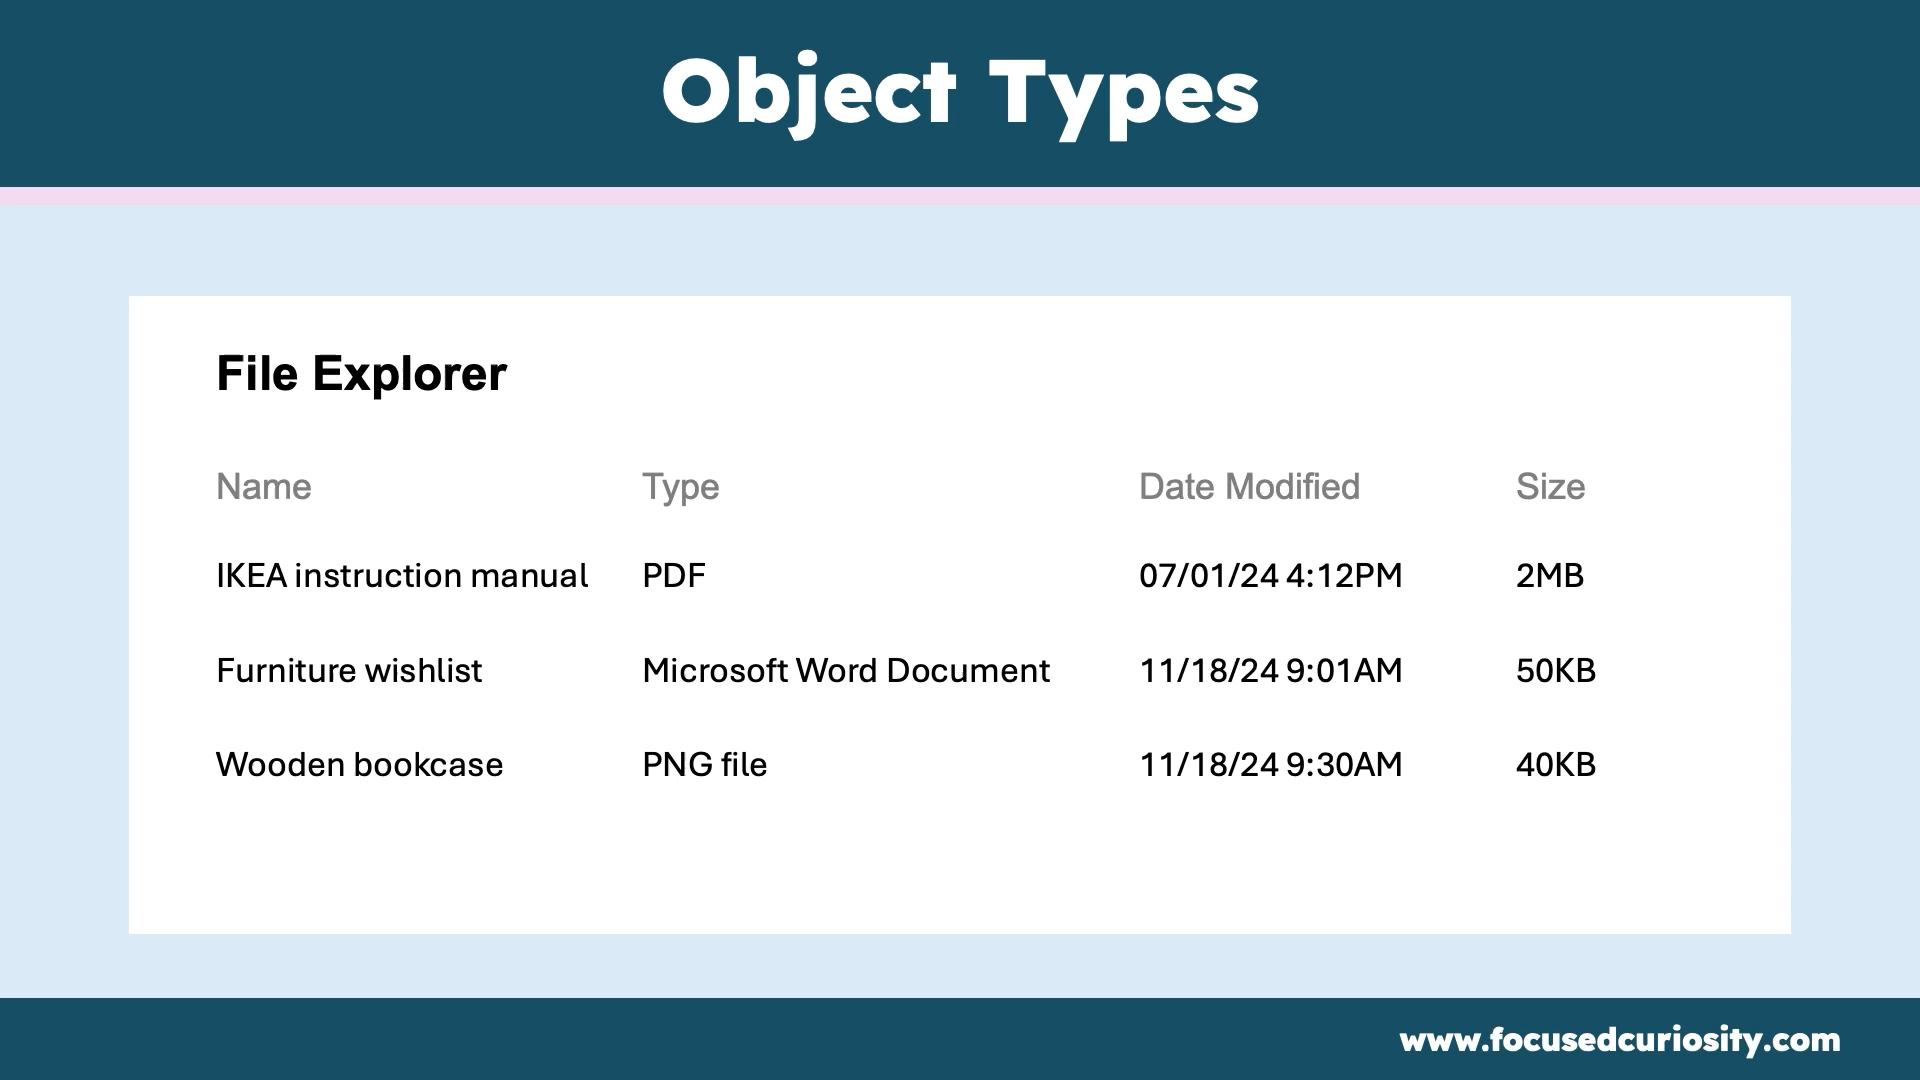 Object Types
File Explorer
Name Type Date Modified Size
IKEA instruction manual PDF 07/01/24 4:12PM 2MB
Furniture wishlist Microsoft Word Document 11/18/24 9:01AM 50KB
Wooden bookcase PNG file 11/18/24 9:30AM 40KB
www.focusedcuriosity.com